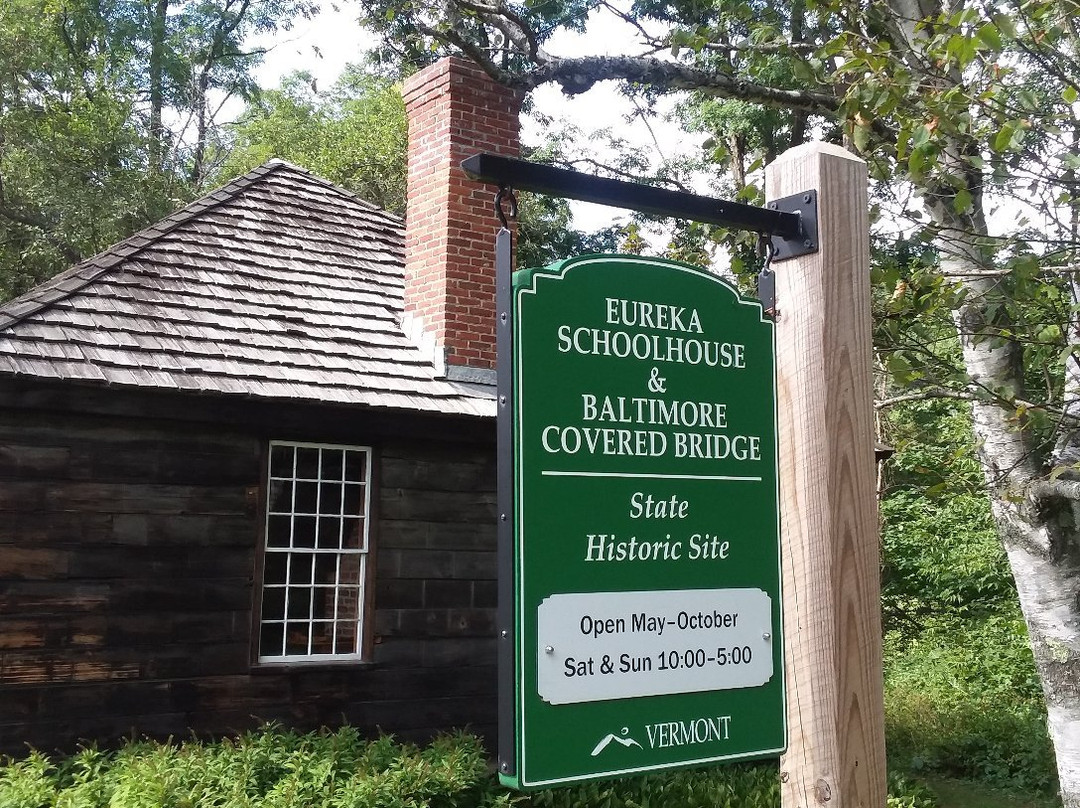 EUREKA
SCHOOLHOUSE
&
BALTIMORE
COVERED BRIDGE
State
Historic Site
Open May–October
Sat & Sun 10:00–5:00
VERMONT